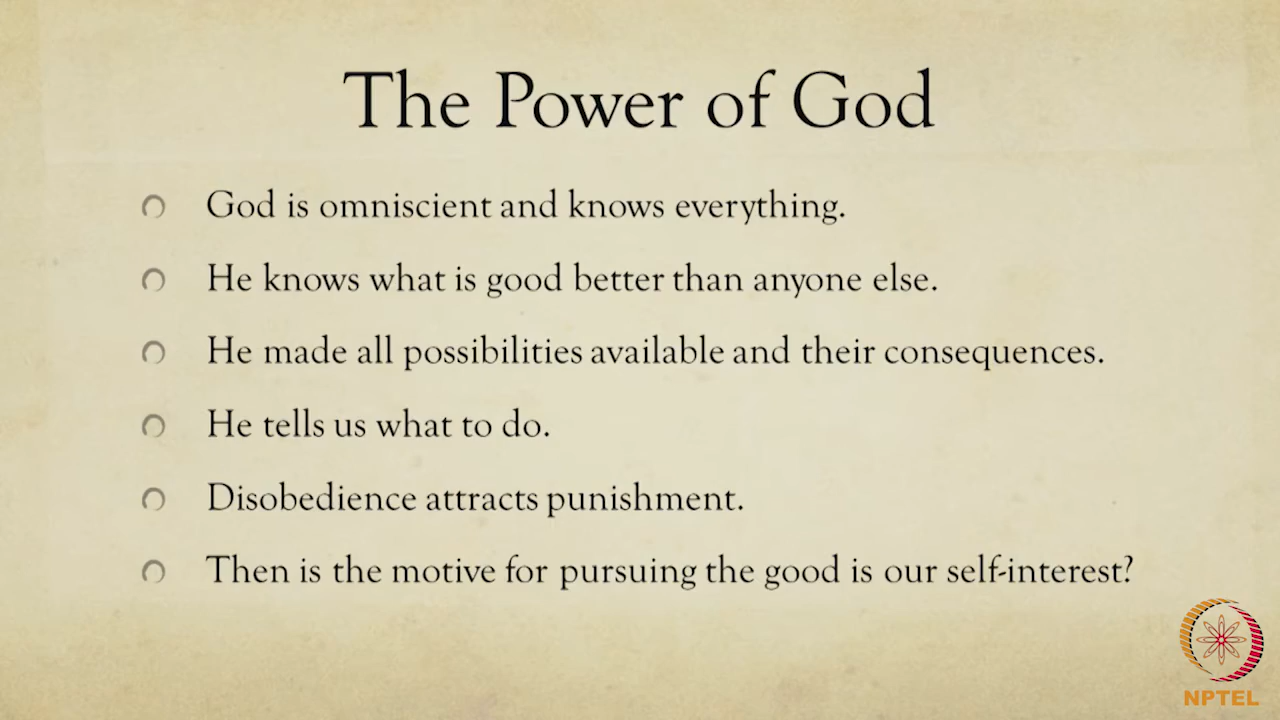 The Power of God
God is omniscient and knows everything.
He knows what is good better than anyone else.
He made all possibilities available and their consequences.
He tells us what to do.
Disobedience attracts punishment.
Then is the motive for pursuing the good is our self-interest?
NPTEL